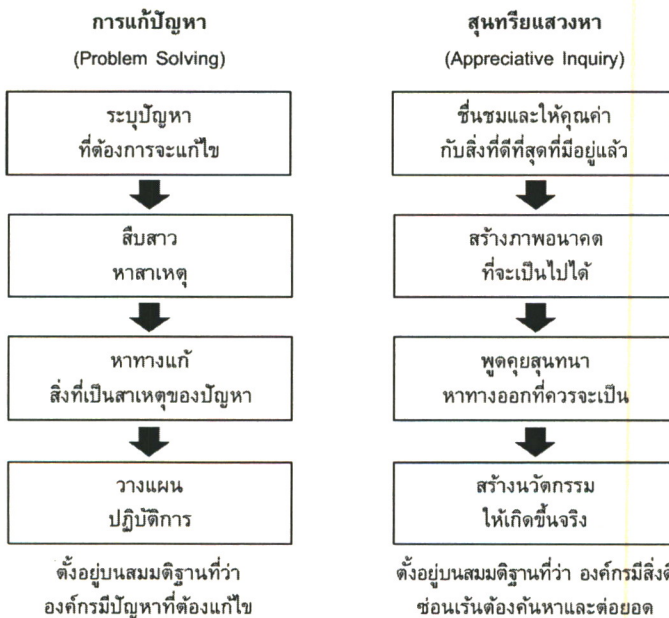 การแก้ปัญหา
(Problem Solving)
ระบุปัญหา
ที่ต้องการจะแก้ไข
สืบสาว
หาสาเหตุ
หาทางแก้
สิ่งที่เป็นสาเหตุของปัญหา
วางแผน
ปฏิบัติการ
ตั้งอยู่บนสมมติฐานที่ว่า
องค์กรมีปัญหาที่ต้องแก้ไข
สุนทรียแสวงหา
(Appreciative Inquiry)
ชื่นชมและให้คุณค่า
กับสิ่งที่ดีที่สุดที่มีอยู่แล้ว
สร้างภาพอนาคต
ที่จะเป็นไปได้
พูดคุยสุนทนา
หาทางออกที่ควรจะเป็น
สร้างนวัตกรรม
ให้เกิดขึ้นจริง
ตั้งอยู่บนสมมติฐานที่ว่า องค์กรมีสิ่งดี
ซ่อนเร้นต้องค้นหาและต่อยอด